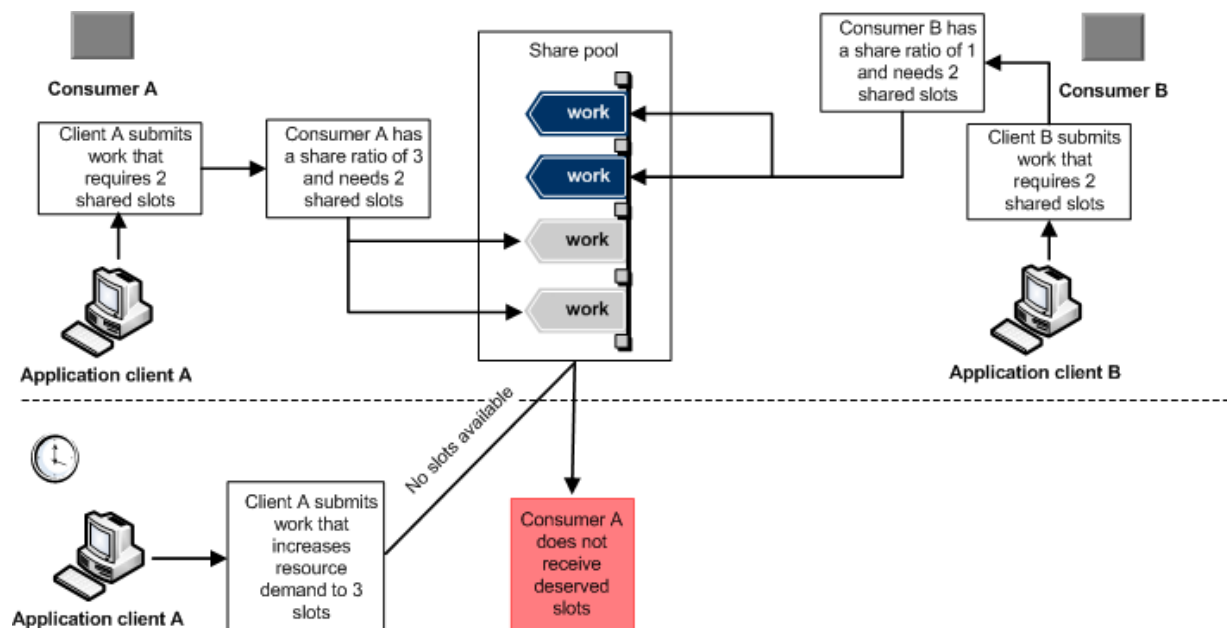 Consumer A
Client A submits
work that
requires 2
shared slots
Application client A
Consumer A has
a share ratio of 3
and needs 2
shared slots
Share pool
work
work
work
work
Consumer B has
a share ratio of 1
and needs 2
shared slots
Consumer B
Client B submits
work that
requires 2
shared slots
Application client B
Application client A
Client A submits
work that
increases
resource
demand to 3
slots
No slots available
Consumer A
does not
receive
deserved
slots